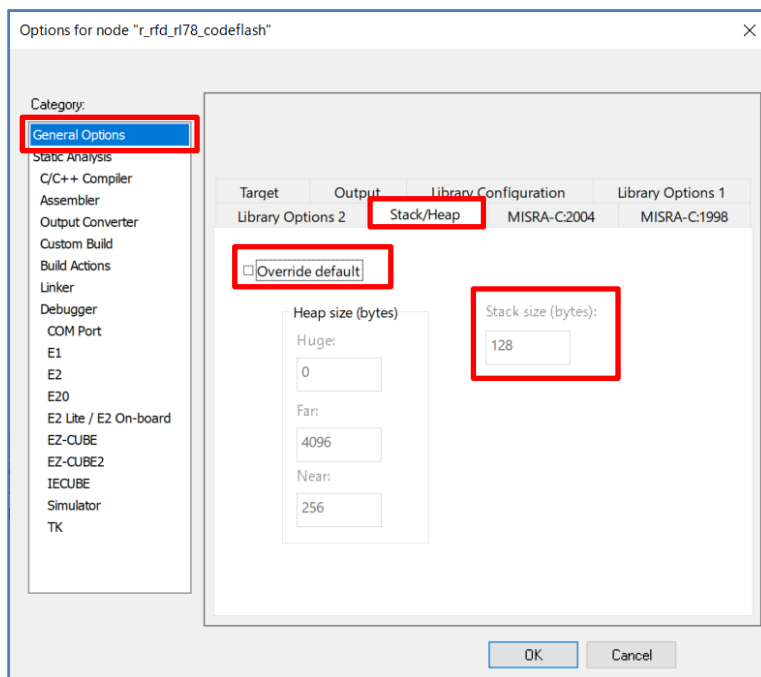 Options for node "r_rfd_rl78_codeflash"
Category:
General Options
Static Analysis
C/C++ Compiler
Assembler
Output Converter
Custom Build
Build Actions
Linker
Debugger
COM Port
E1
E2
E20
E2 Lite / E2 On-board
EZ-CUBE
EZ-CUBE2
IECUBE
Simulator
TK
Target Output Library Configuration Library Options 1
Library Options 2 Stack/Heap MISRA-C:2004 MISRA-C:1998
Override default
Heap size (bytes)
Huge:
0
Far:
4096
Near:
256
Stack size (bytes):
128
OK Cancel